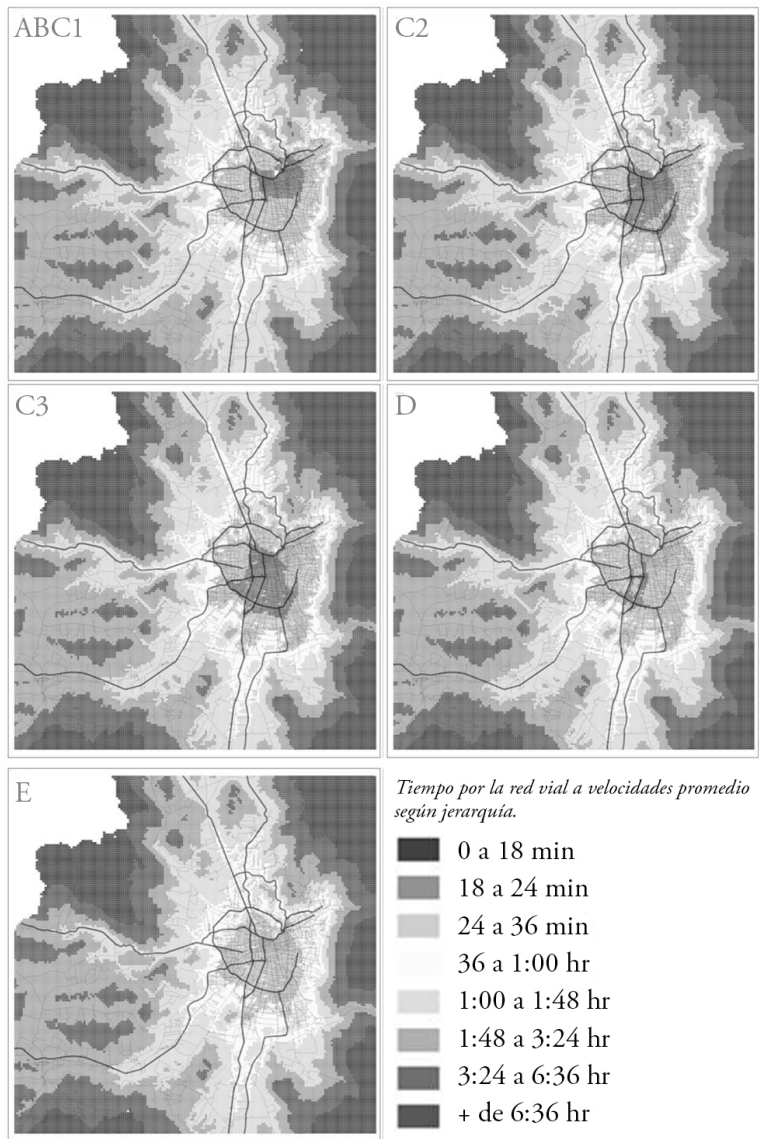 ABC1
C2
C3
D
E
Tiempo por la red vial a velocidades promedio
según jerarquía.
0 a 18 min
18 a 24 min
24 a 36 min
36 a 1:00 hr
1:00 a 1:48 hr
1:48 a 3:24 hr
3:24 a 6:36 hr
+ de 6:36 hr